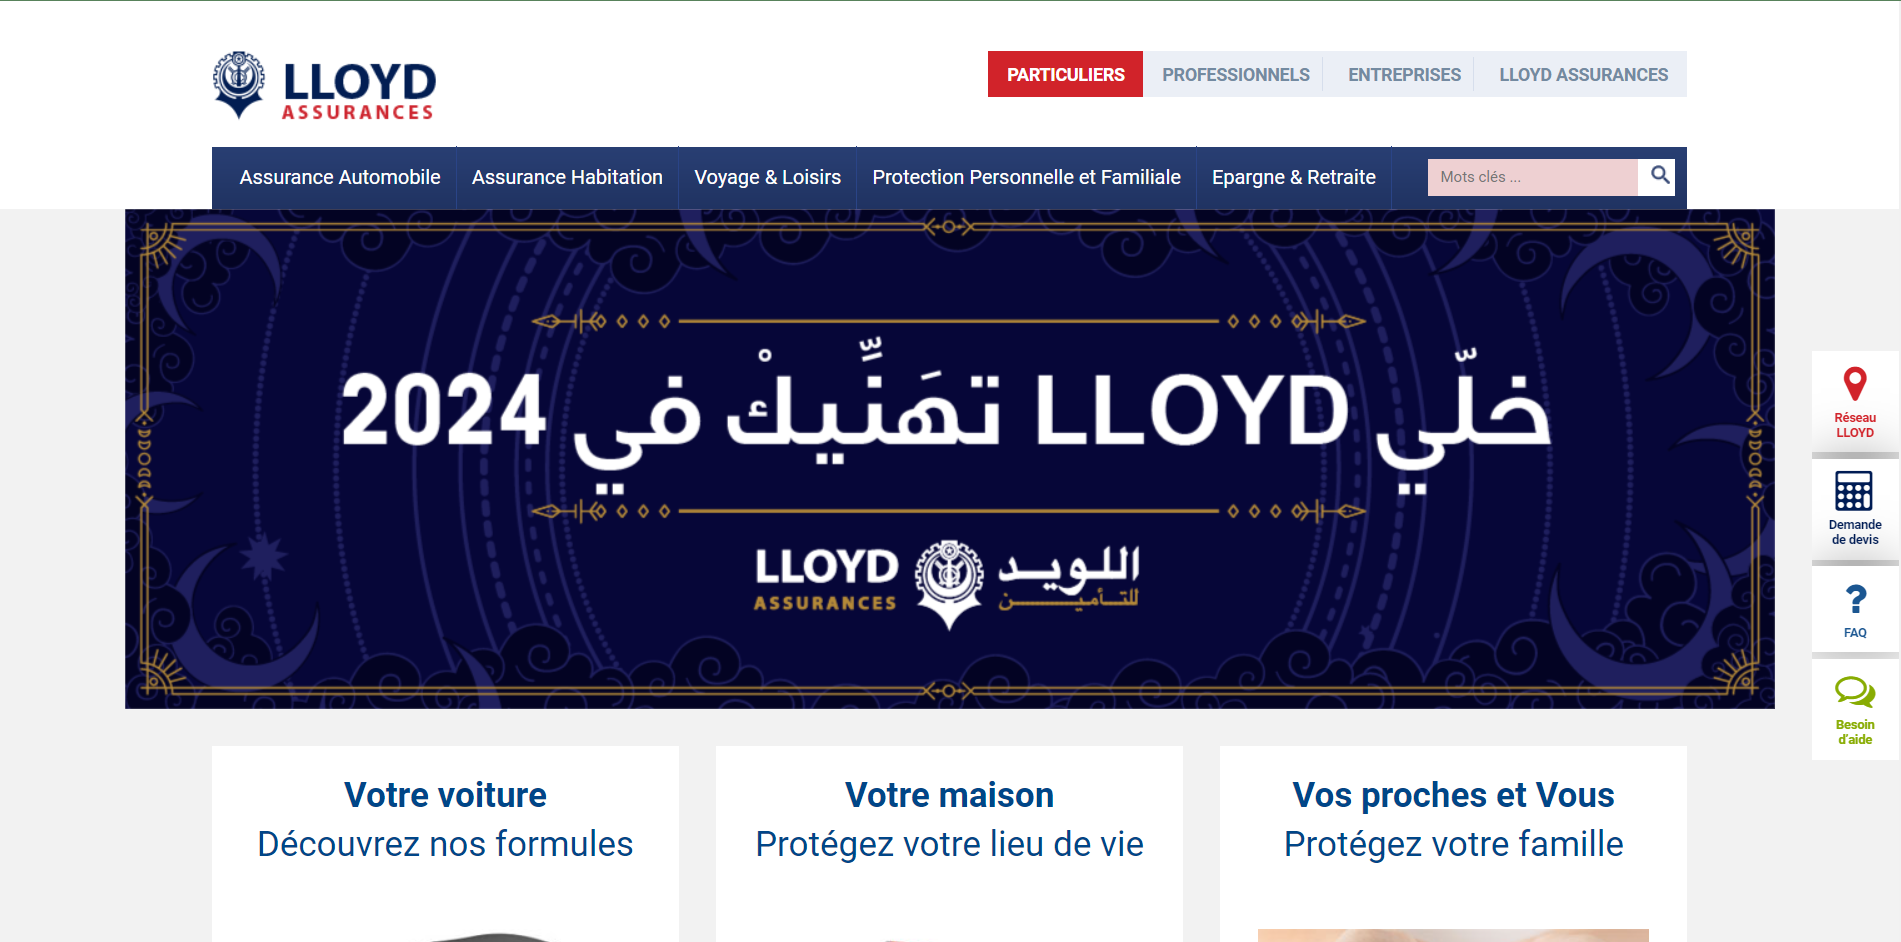 LLOYD
ASSURANCES
PARTICULIERS
PROFESSIONNELS
ENTREPRISES
LLOYD ASSURANCES
Assurance Automobile
Assurance Habitation
Voyage & Loisirs
Protection Personnelle et Familiale
Epargne & Retraite
Mots clés ...
خلّي LLOYD تهَنِّيكْ في 2024
LLOYD
ASSURANCES
اللويد
للتأمين
Réseau
LLOYD
Demande
de devis
?
FAQ
Besoin
d'aide
Votre voiture
Découvrez nos formules
Votre maison
Protégez votre lieu de vie
Vos proches et Vous
Protégez votre famille